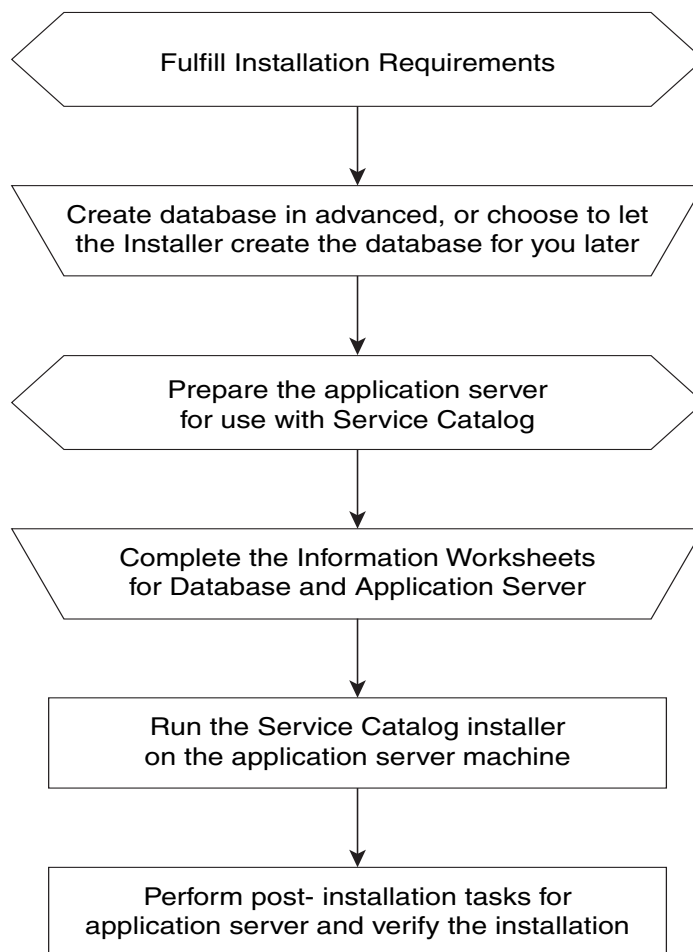 Fulfill Installation Requirements
Create database in advanced, or choose to let
the Installer create the database for you later
Prepare the application server
for use with Service Catalog
Complete the Information Worksheets
for Database and Application Server
Run the Service Catalog installer
on the application server machine
Perform post- installation tasks for
application server and verify the installation